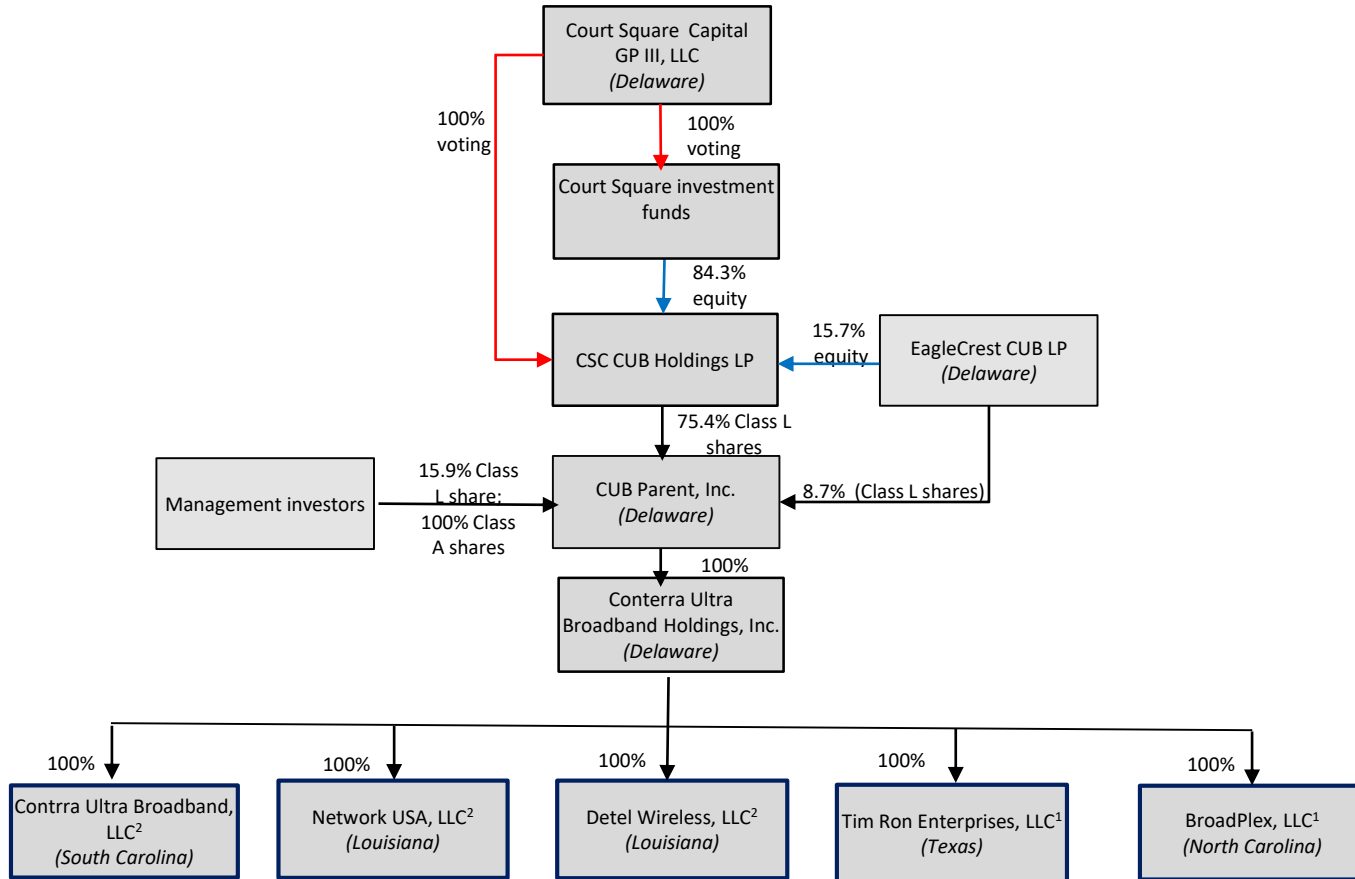 Court Square Capital
GP III, LLC
(Delaware)
100%
voting
100%
voting
Court Square investment
funds
84.3%
equity
CSC CUB Holdings LP
15.7%
equity
EagleCrest CUB LP
(Delaware)
75.4% Class L
shares
Management investors
15.9% Class
L share;
100% Class
A shares
CUB Parent, Inc.
(Delaware)
8.7% (Class L shares)
100%
Conterra Ultra
Broadband Holdings, Inc.
(Delaware)
100%
100%
100%
100%
100%
Contrra Ultra Broadband,
LLC2
(South Carolina)
Network USA, LLC2
(Louisiana)
Detel Wireless, LLC2
(Louisiana)
Tim Ron Enterprises, LLC1
(Texas)
BroadPlex, LLC1
(North Carolina)